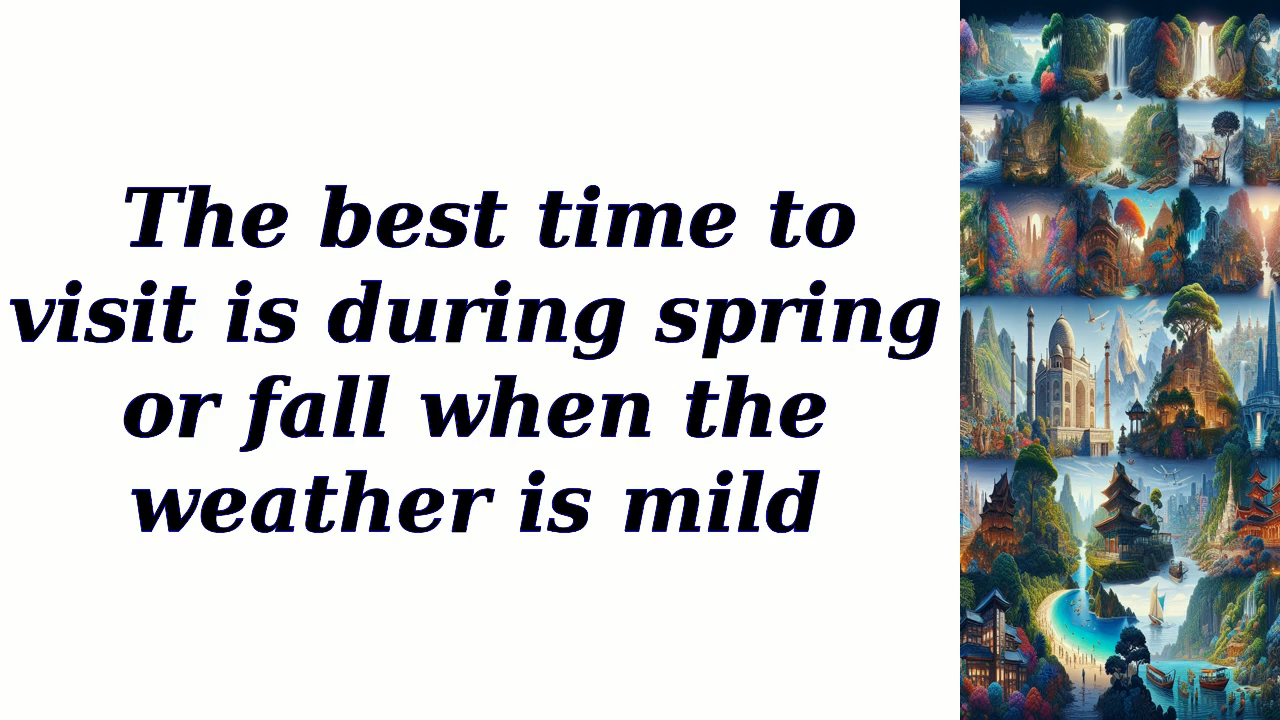 The best time to
visit is during spring
or fall when the
weather is mild